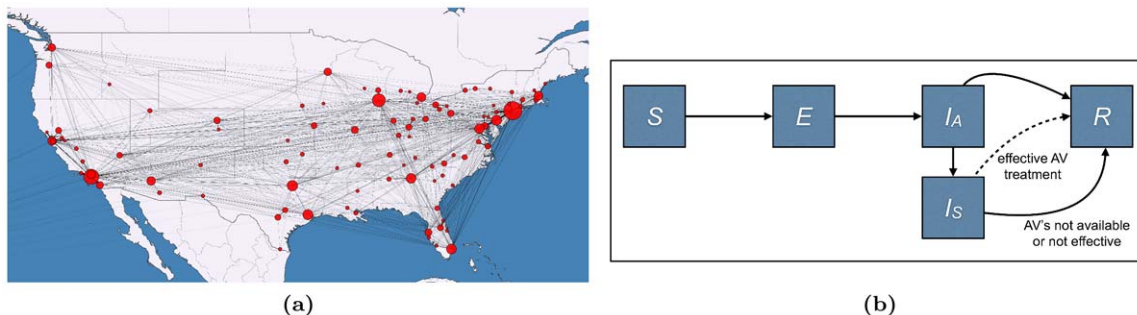 S
E
I_A
R
effective AV
treatment
I_S
AV's not available
or not effective
(a)
(b)